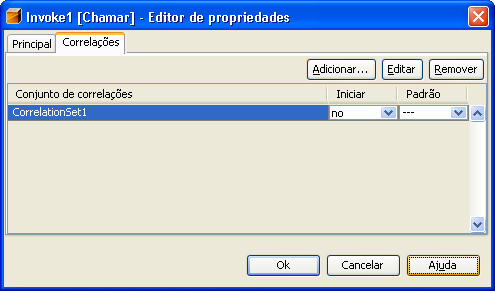 Invoke1 [Chamar] - Editor de propriedades
Principal Correlações
Adicionar... Editar Remover
Conjunto de correlações Iniciar Padrão
CorrelationSet1 no ---
Ok Cancelar Ajuda